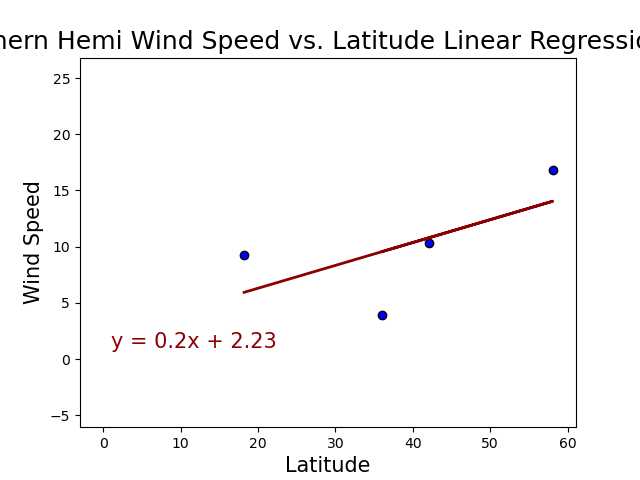 hern Hemi Wind Speed vs. Latitude Linear Regressio
25
20
15
10
5
0
−5
Wind Speed
y = 0.2x + 2.23
0 10 20 30 40 50 60
Latitude